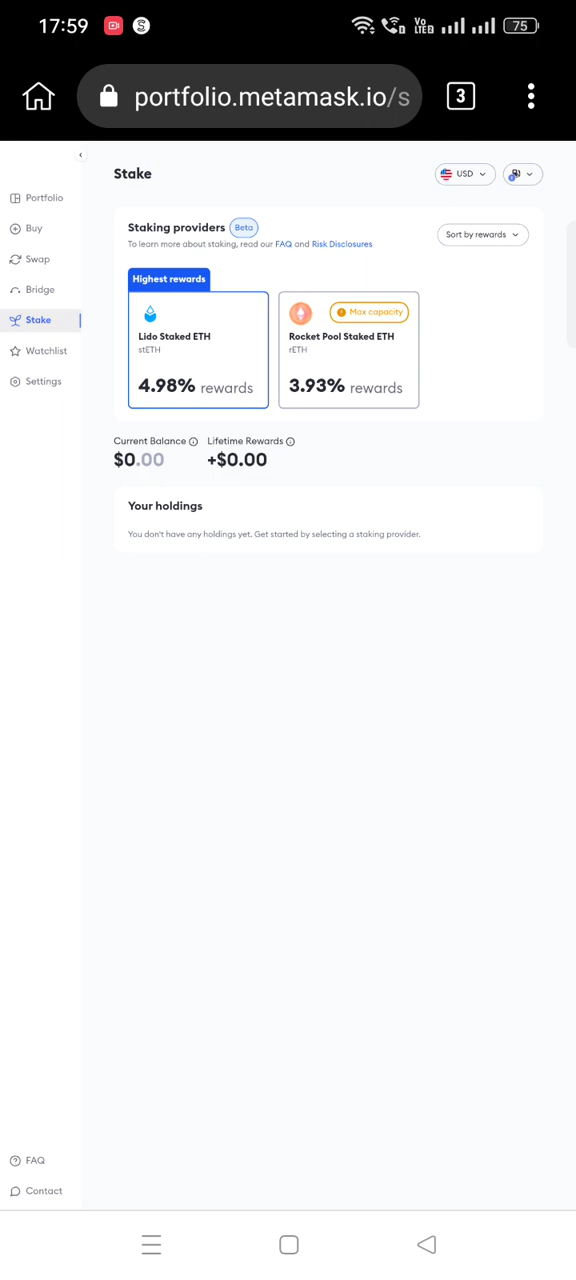 17:59
Vo
LTE2
75
portfolio.metamask.io/s
3
Stake
USD
Portfolio
Buy
Swap
Bridge
Stake
Watchlist
Settings
Staking providers Beta
To learn more about staking, read our FAQ and Risk Disclosures
Sort by rewards
Highest rewards
Lido Staked ETH
stETH
4.98% rewards
Max capacity
Rocket Pool Staked ETH
rETH
3.93% rewards
Current Balance
$0.00
Lifetime Rewards
+$0.00
Your holdings
You don't have any holdings yet. Get started by selecting a staking provider.
FAQ
Contact